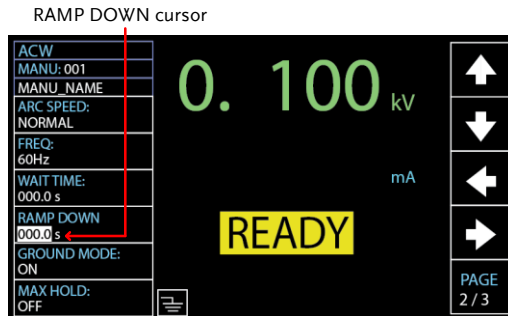 RAMP DOWN cursor
ACW
MANU: 001
MANU_NAME
ARC SPEED:
NORMAL
FREQ:
60Hz
WAIT TIME:
000.0 s
RAMP DOWN
000.0 s
GROUND MODE:
ON
MAX HOLD:
OFF
0. 100 kV
mA
READY
PAGE
2 / 3